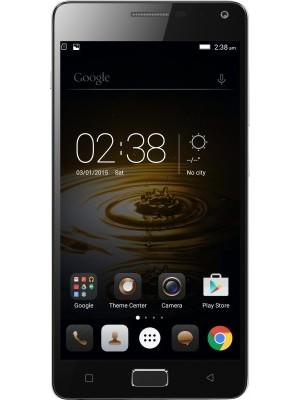 2:38 am
Google
02:38
--/--°
03/01/2015 Sat No city
Google Theme Center Camera Play Store